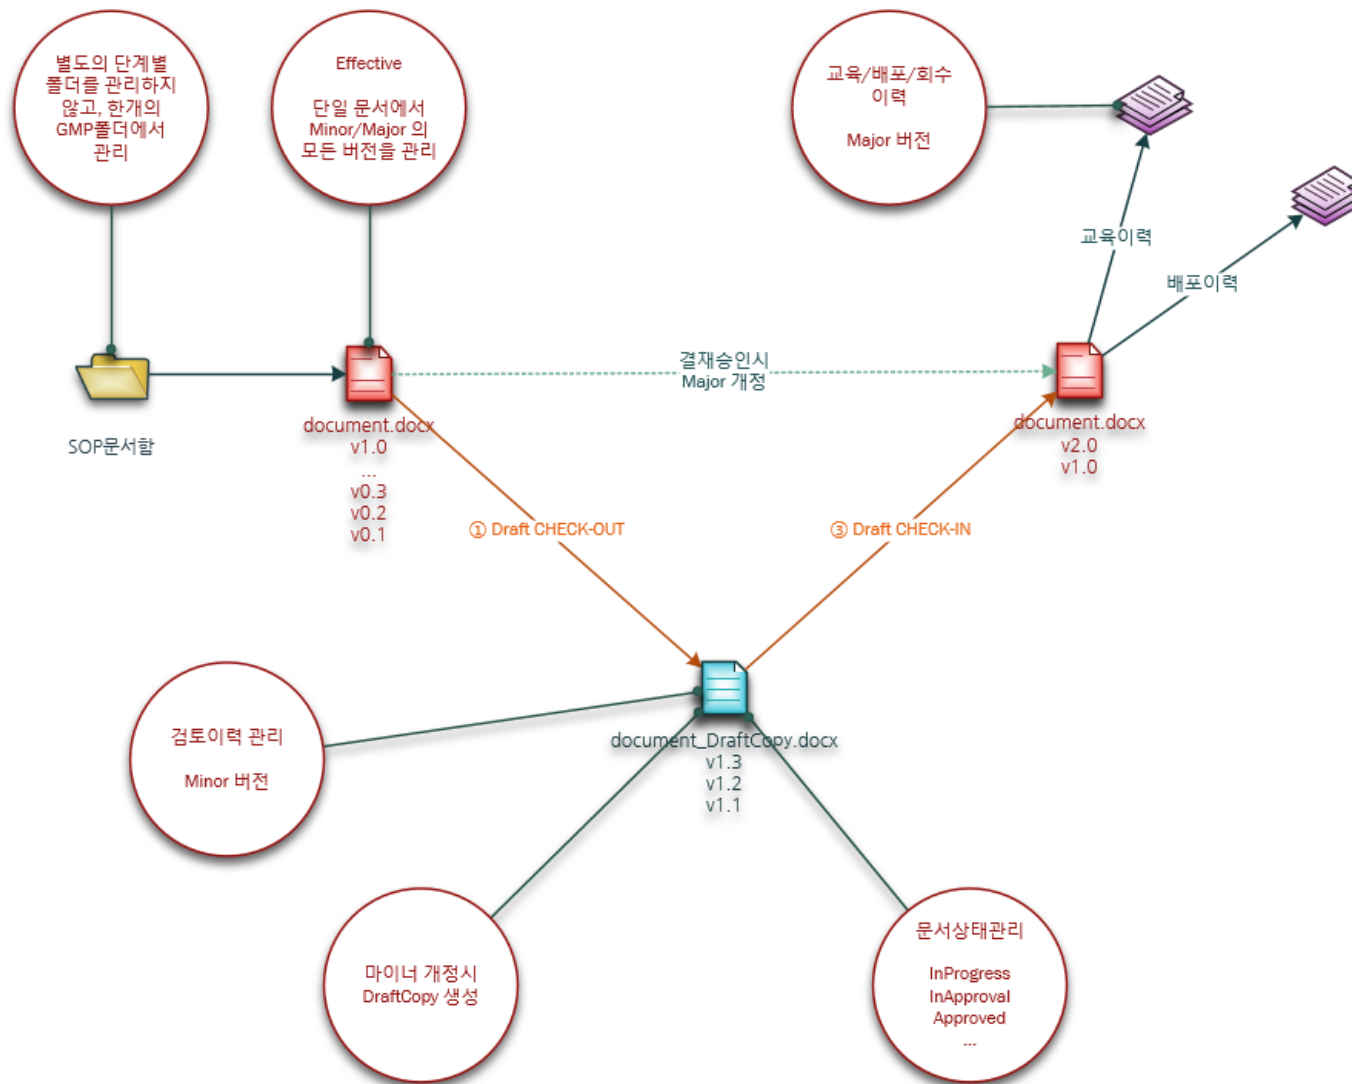 별도의 단계별
폴더를 관리하지
않고, 한개의
GMP폴더에서
관리
Effective
단일 문서에서
Minor/Major 의
모든 버전을 관리
교육/배포/회수
이력
Major 버전
교육이력
배포이력
결재승인시
Major 개정
SOP문서함
document.docx
v1.0
...
v0.3
v0.2
v0.1
document.docx
v2.0
v1.0
① Draft CHECK-OUT
③ Draft CHECK-IN
document_DraftCopy.docx
v1.3
v1.2
v1.1
검토이력 관리
Minor 버전
마이너 개정시
DraftCopy 생성
문서상태관리
InProgress
InApproval
Approved
...